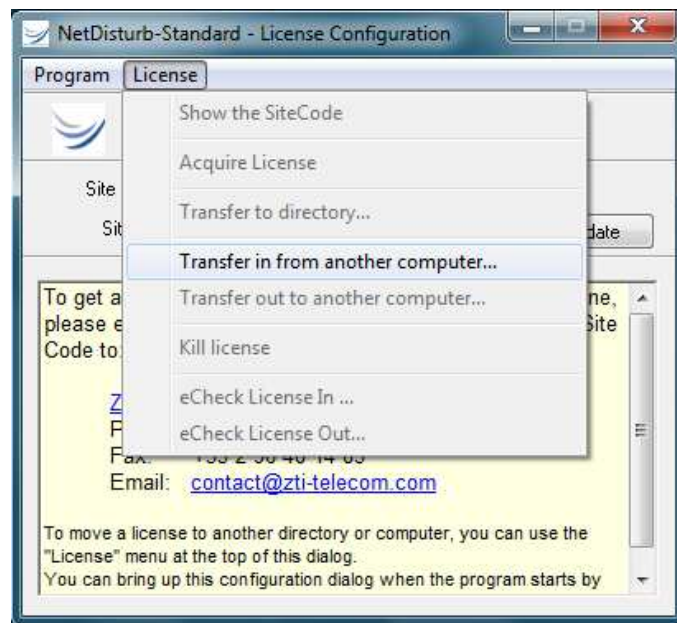 NetDisturb-Standard - License Configuration
Program License
Show the SiteCode
Acquire License
Site
Transfer to directory...
Sit
date
Transfer in from another computer...
To get a
ne,
Transfer out to another computer...
please e
Site
Code to:
Kill license
eCheck License In ...
eCheck License Out...
Fax:
Email: contact@zti-telecom.com
To move a license to another directory or computer, you can use the
"License" menu at the top of this dialog.
You can bring up this configuration dialog when the program starts by